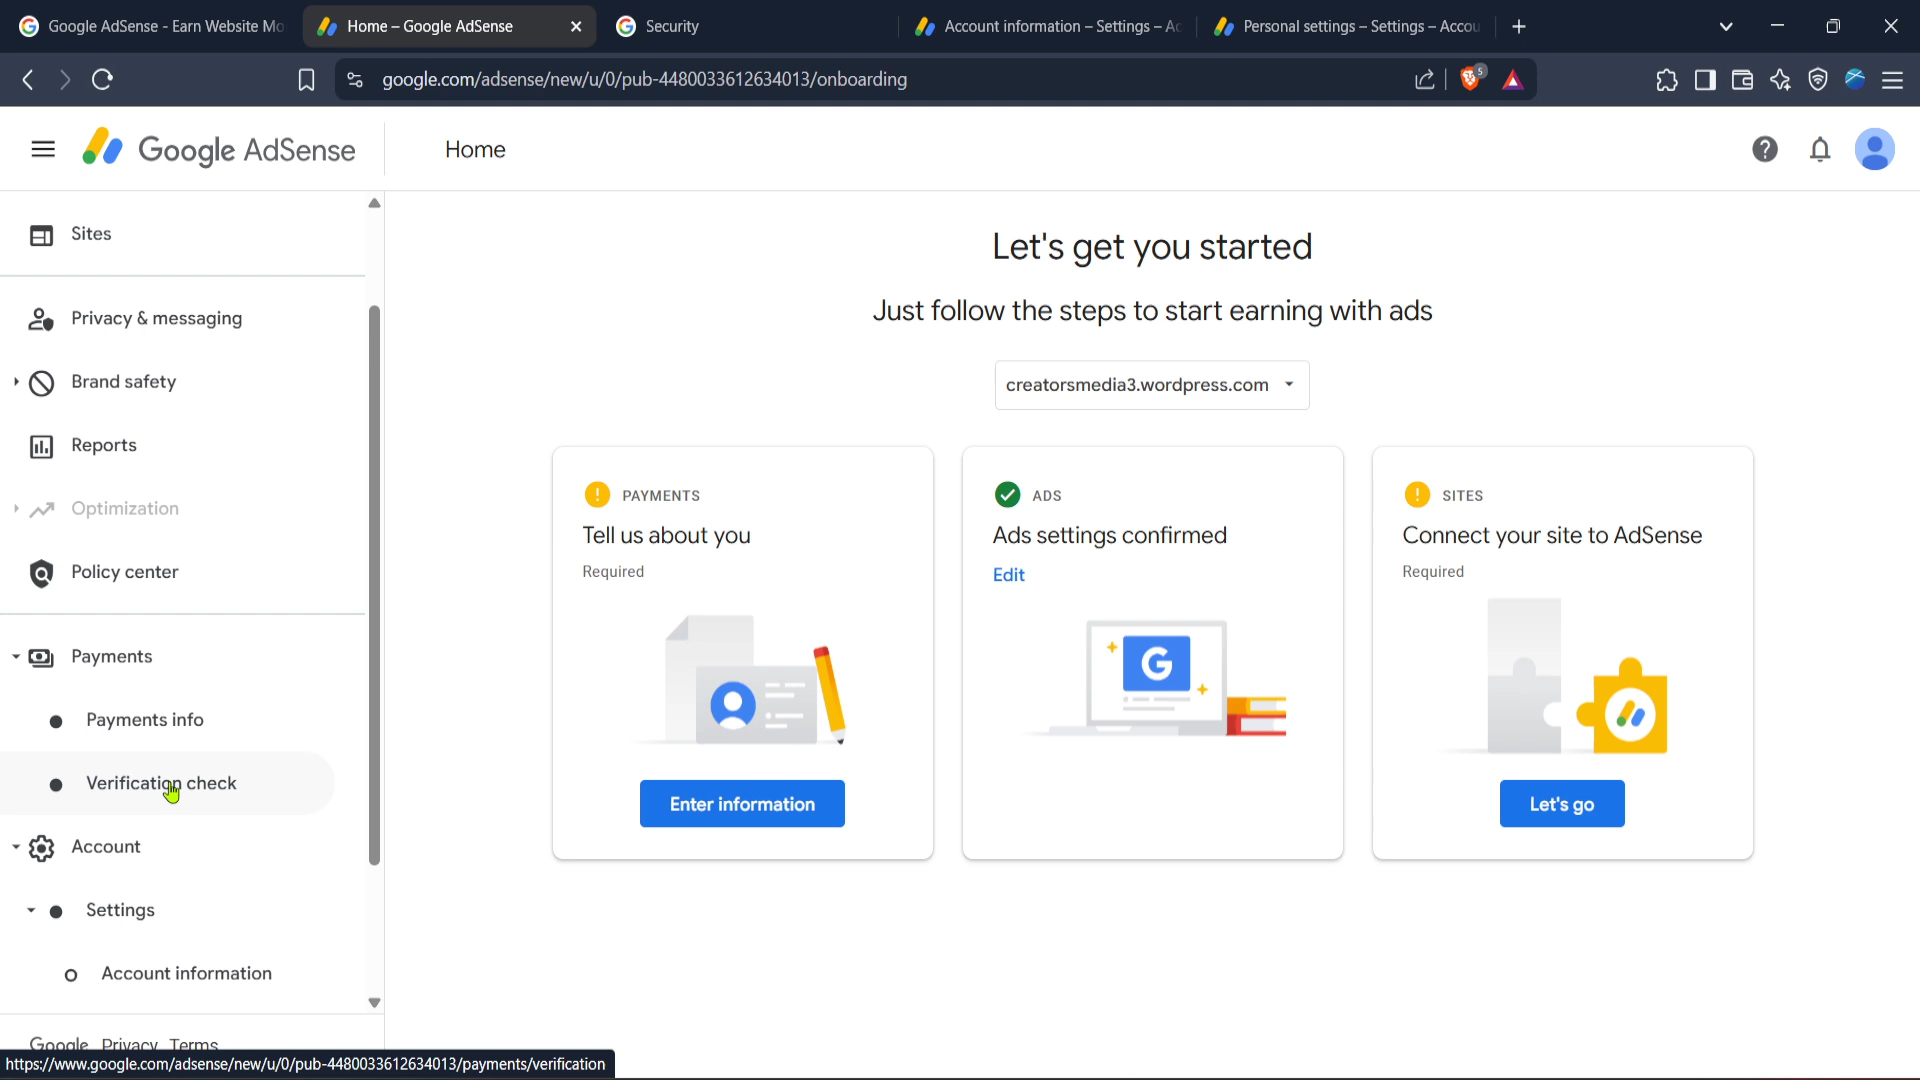 Google AdSense - Earn Website Mo
Home – Google AdSense
Security
Account information – Settings – Ac
Personal settings – Settings – Accou
google.com/adsense/new/u/0/pub-4480033612634013/onboarding
5
Google AdSense
Home
Sites
Privacy & messaging
Brand safety
Reports
Optimization
Policy center
Payments
Payments info
Verification check
Account
Settings
Account information
Google Privacy Terms
https://www.google.com/adsense/new/u/0/pub-4480033612634013/payments/verification
Let's get you started
Just follow the steps to start earning with ads
creatorsmedia3.wordpress.com
PAYMENTS
Tell us about you
Required
Enter information
ADS
Ads settings confirmed
Edit
G
SITES
Connect your site to AdSense
Required
Let's go